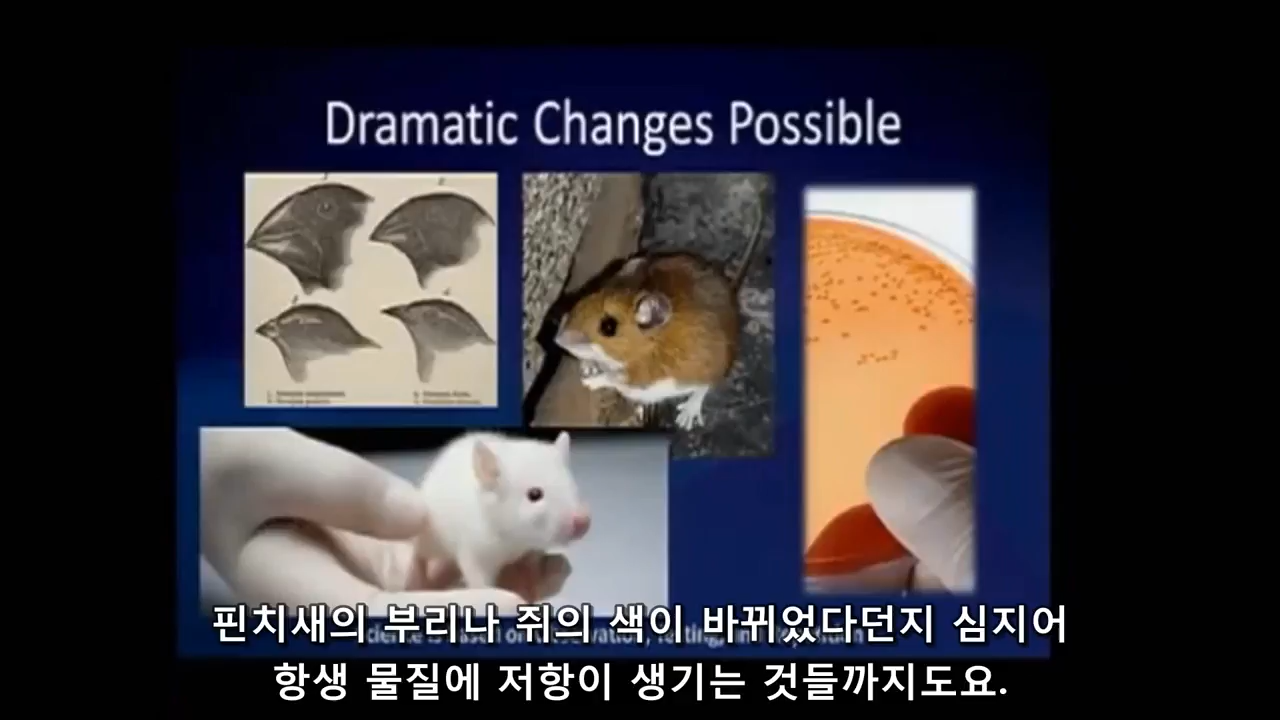 Dramatic Changes Possible
핀치새의 부리나 쥐의 색이 바뀌었다던지 심지어
항생 물질에 저항이 생기는 것들까지도요.